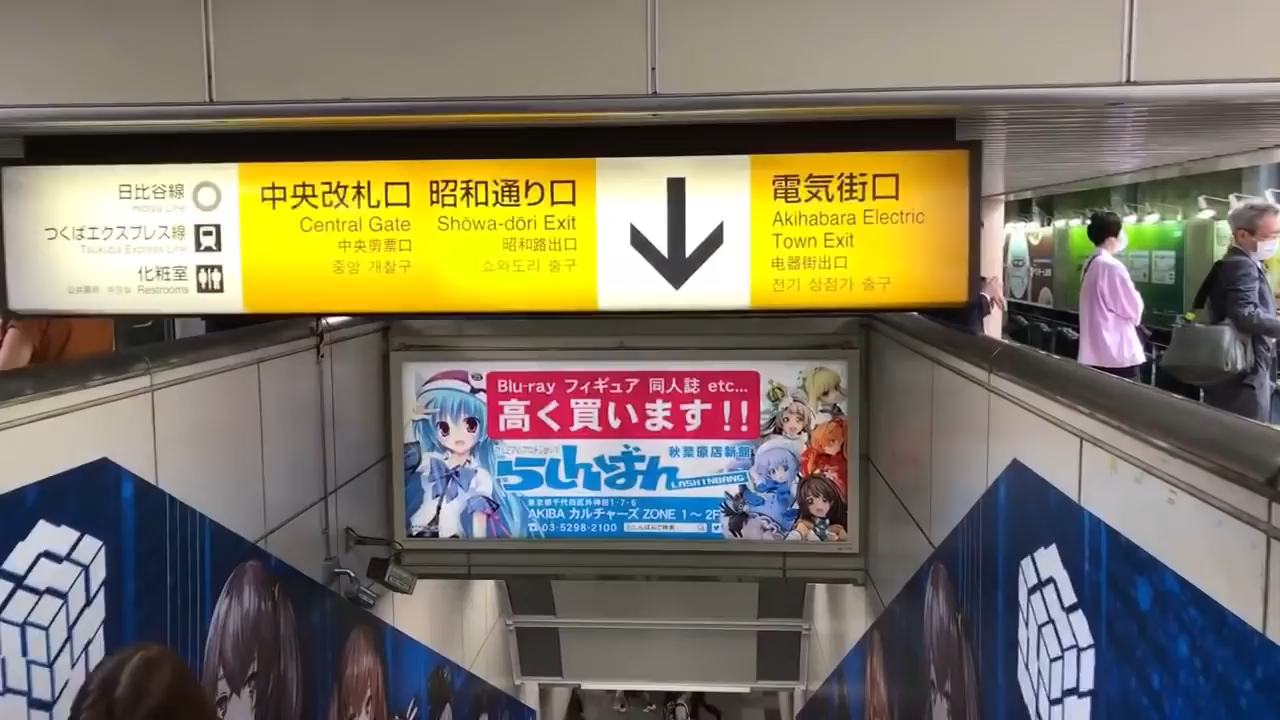 日比谷線
Hibiya Line
つくばエクスプレス線
Tsukuba Express Line
化粧室
Restrooms
中央改札口
Central Gate
中央剪票口
중앙 개찰구
昭和通り口
Shōwa-dōri Exit
昭和路出口
쇼와도리 출구
電気街口
Akihabara Electric
Town Exit
电器街出口
전기 상점가 출구
Blu-ray フィギュア 同人誌 etc...
高く買います!!
らしんばん
LASHINBANG
秋葉原店新館
東京都千代田区外神田1-7-6
AKIBA カルチャーズ ZONE 1～2F
03-5298-2100